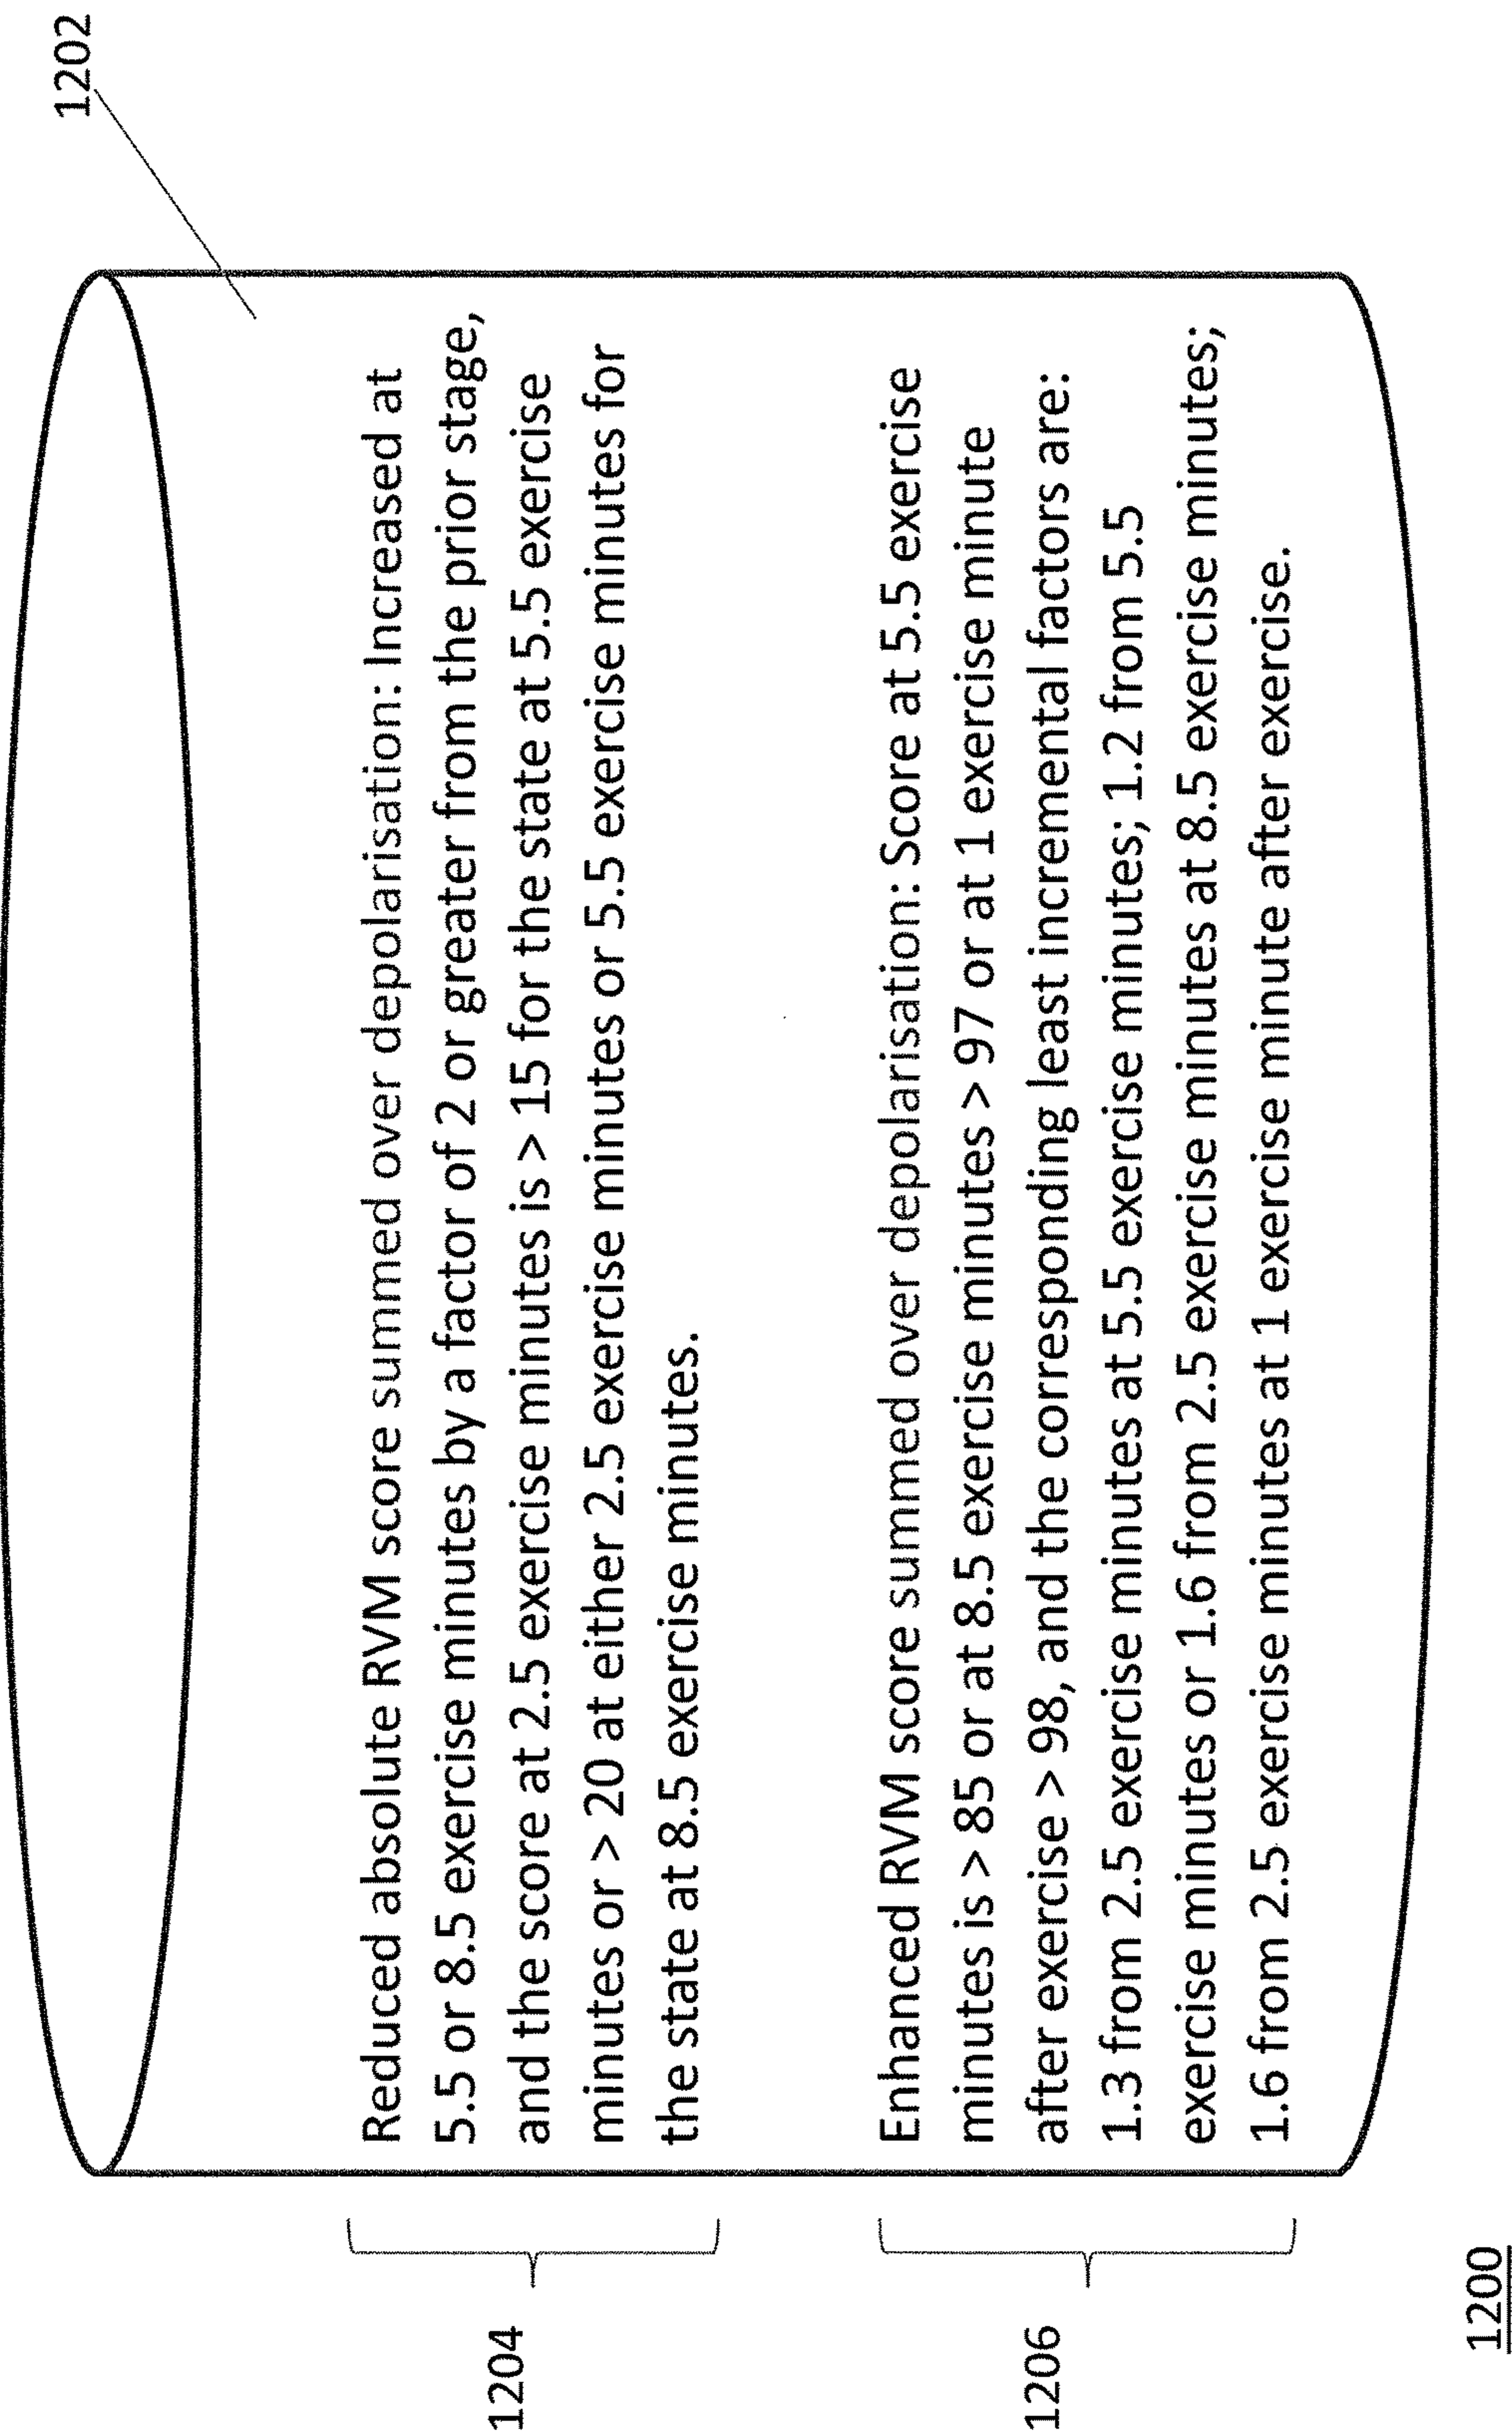 1202
Reduced absolute RVM score summed over depolarisation: Increased at
5.5 or 8.5 exercise minutes by a factor of 2 or greater from the prior stage,
and the score at 2.5 exercise minutes is > 15 for the state at 5.5 exercise
minutes or > 20 at either 2.5 exercise minutes or 5.5 exercise minutes for
the state at 8.5 exercise minutes.
1204
Enhanced RVM score summed over depolarisation: Score at 5.5 exercise
minutes is > 85 or at 8.5 exercise minutes > 97 or at 1 exercise minute
after exercise > 98, and the corresponding least incremental factors are:
1.3 from 2.5 exercise minutes at 5.5 exercise minutes; 1.2 from 5.5
exercise minutes or 1.6 from 2.5 exercise minutes at 8.5 exercise minutes;
1.6 from 2.5 exercise minutes at 1 exercise minute after exercise.
1206
1200